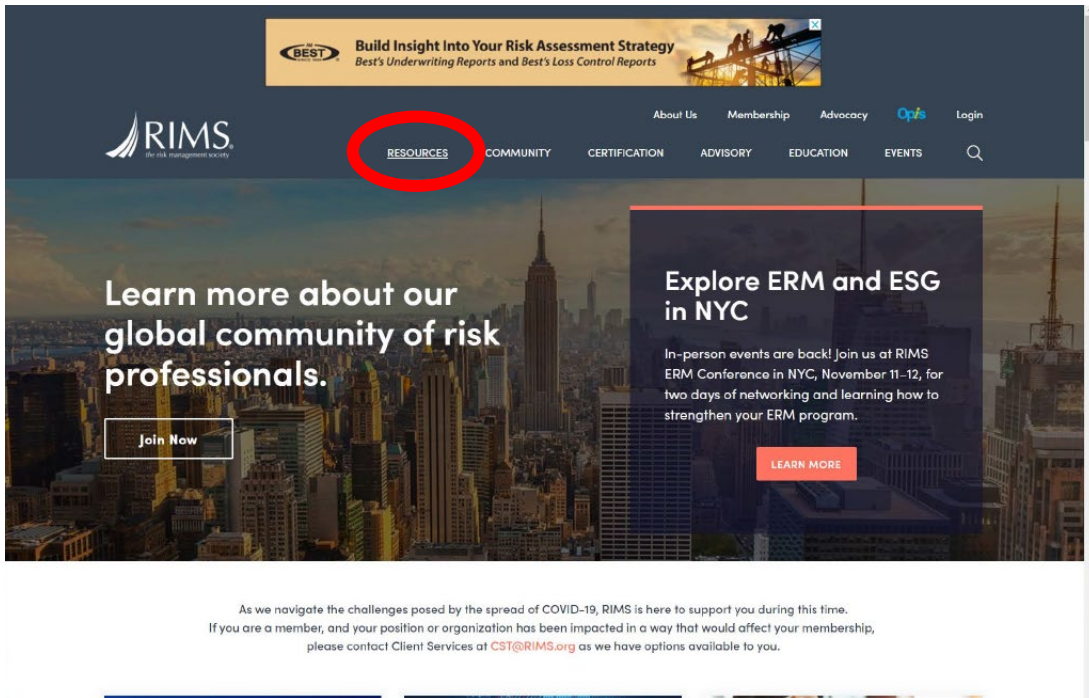 BEST
Build Insight Into Your Risk Assessment Strategy
Best's Underwriting Reports and Best's Loss Control Reports
About Us Membership Advocacy Opis Login
RIMS®
the risk management society
RESOURCES COMMUNITY CERTIFICATION ADVISORY EDUCATION EVENTS
Learn more about our
global community of risk
professionals.
Join Now
Explore ERM and ESG
in NYC
In-person events are back! Join us at RIMS
ERM Conference in NYC, November 11–12, for
two days of networking and learning how to
strengthen your ERM program.
LEARN MORE
As we navigate the challenges posed by the spread of COVID-19, RIMS is here to support you during this time.
If you are a member, and your position or organization has been impacted in a way that would affect your membership,
please contact Client Services at CST@RIMS.org as we have options available to you.